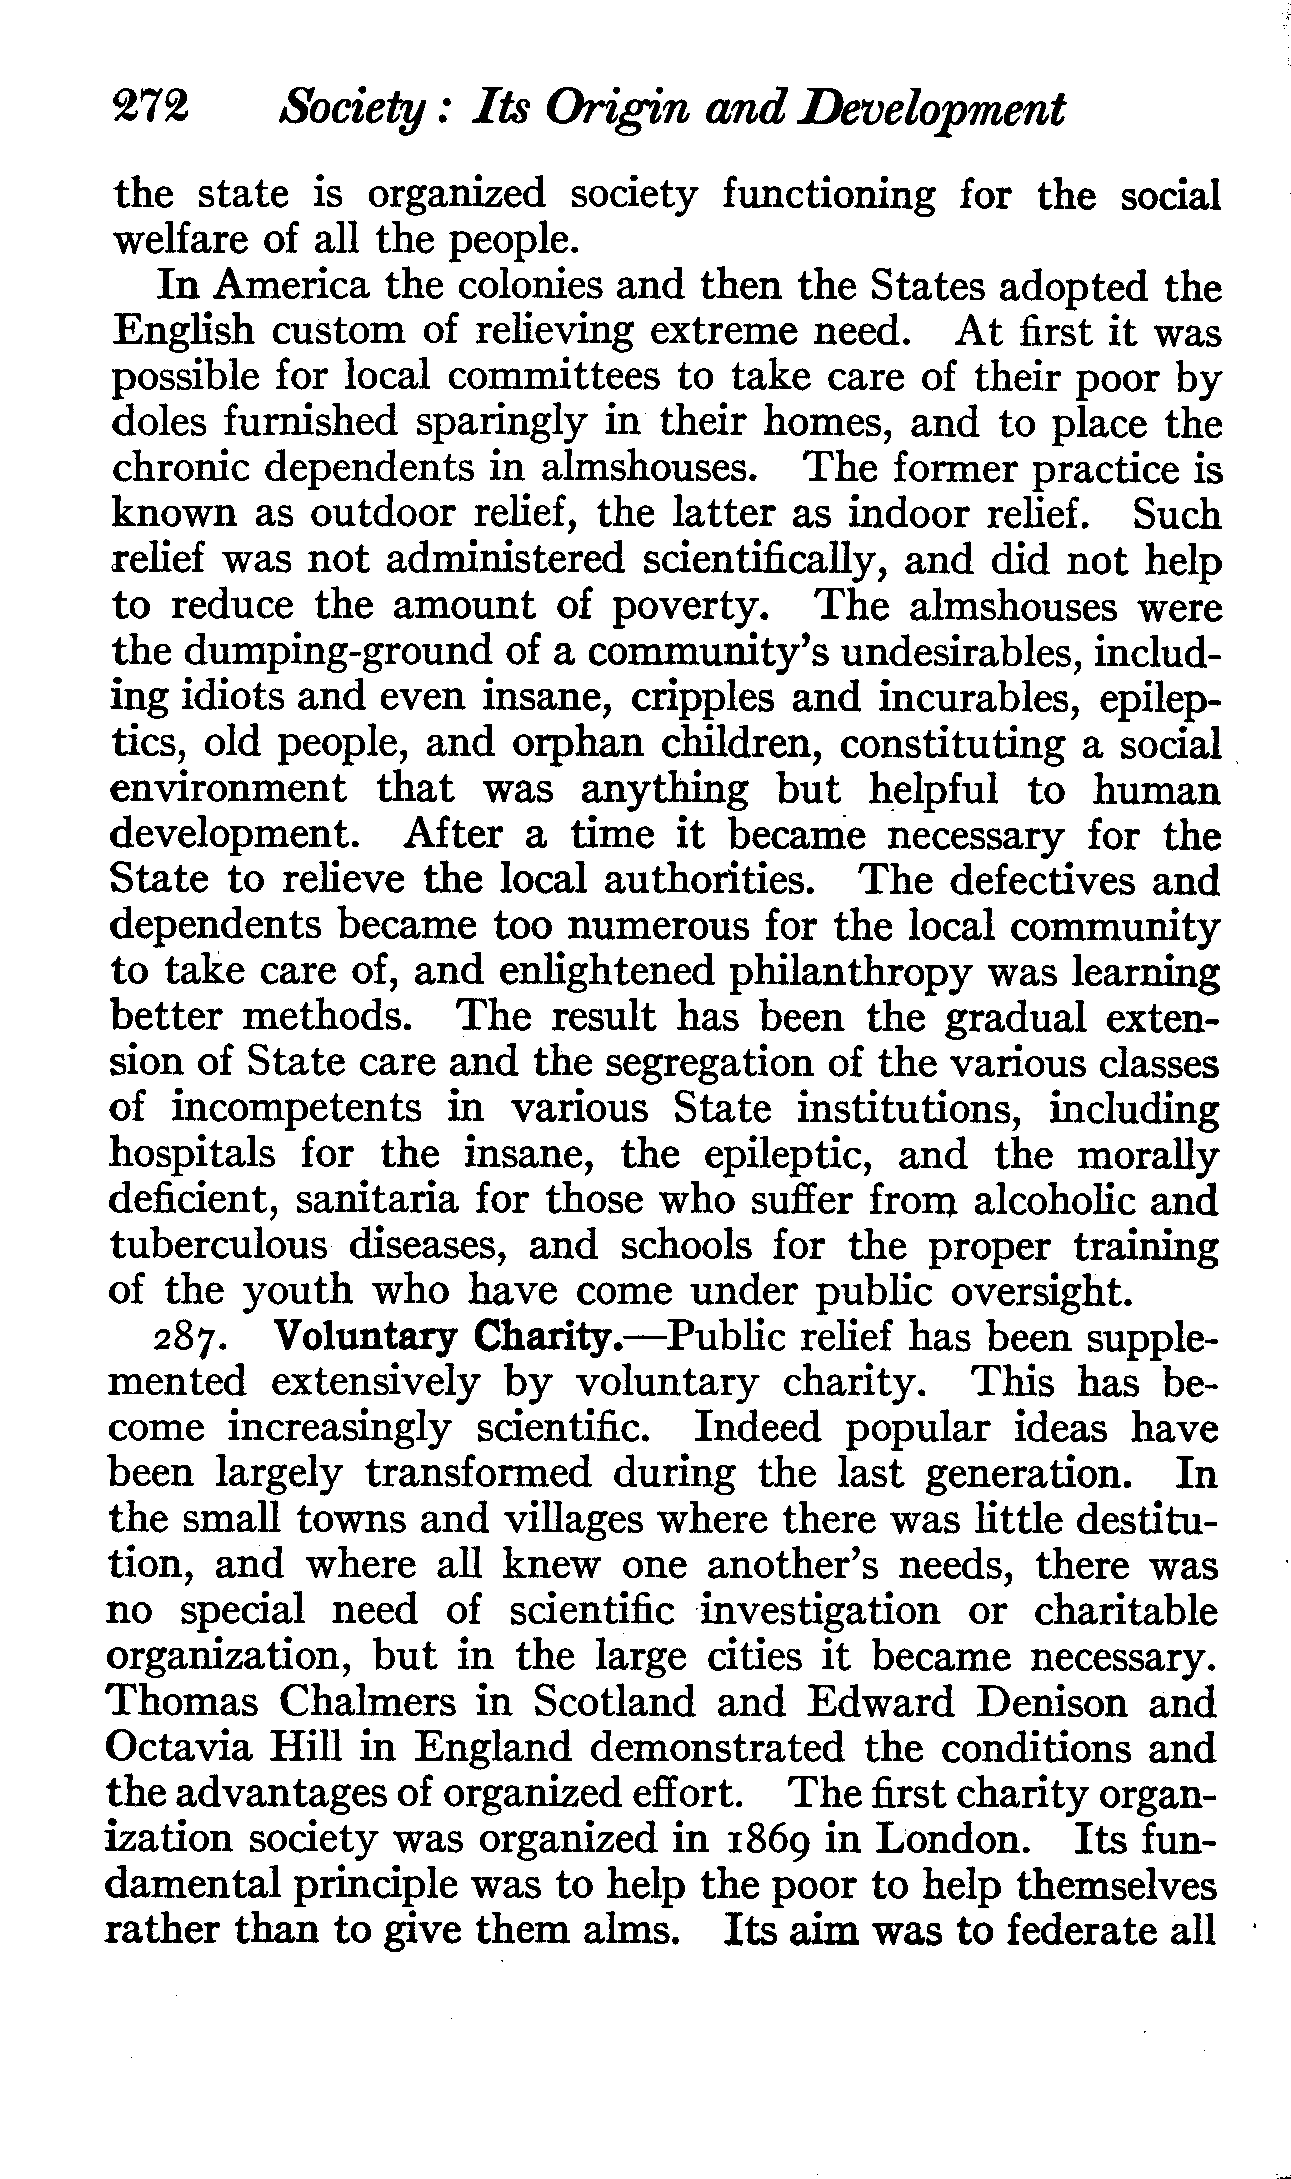 272 Society : Its Origin and Development
the state is organized society functioning for the social
welfare of all the people.
In America the colonies and then the States adopted the
English custom of relieving extreme need. At first it was
possible for local committees to take care of their poor by
doles furnished sparingly in their homes, and to place the
chronic dependents in almshouses. The former practice is
known as outdoor relief, the latter as indoor relief. Such
relief was not administered scientifically, and did not help
to reduce the amount of poverty. The almshouses were
the dumping-ground of a community's undesirables, includ-
ing idiots and even insane, cripples and incurables, epilep-
tics, old people, and orphan children, constituting a social
environment that was anything but helpful to human
development. After a time it became necessary for the
State to relieve the local authorities. The defectives and
dependents became too numerous for the local community
to take care of, and enlightened philanthropy was learning
better methods. The result has been the gradual exten-
sion of State care and the segregation of the various classes
of incompetents in various State institutions, including
hospitals for the insane, the epileptic, and the morally
deficient, sanitaria for those who suffer from alcoholic and
tuberculous diseases, and schools for the proper training
of the youth who have come under public oversight.
287. Voluntary Charity.—Public relief has been supple-
mented extensively by voluntary charity. This has be-
come increasingly scientific. Indeed popular ideas have
been largely transformed during the last generation. In
the small towns and villages where there was little destitu-
tion, and where all knew one another's needs, there was
no special need of scientific investigation or charitable
organization, but in the large cities it became necessary.
Thomas Chalmers in Scotland and Edward Denison and
Octavia Hill in England demonstrated the conditions and
the advantages of organized effort. The first charity organ-
ization society was organized in 1869 in London. Its fun-
damental principle was to help the poor to help themselves
rather than to give them alms. Its aim was to federate all